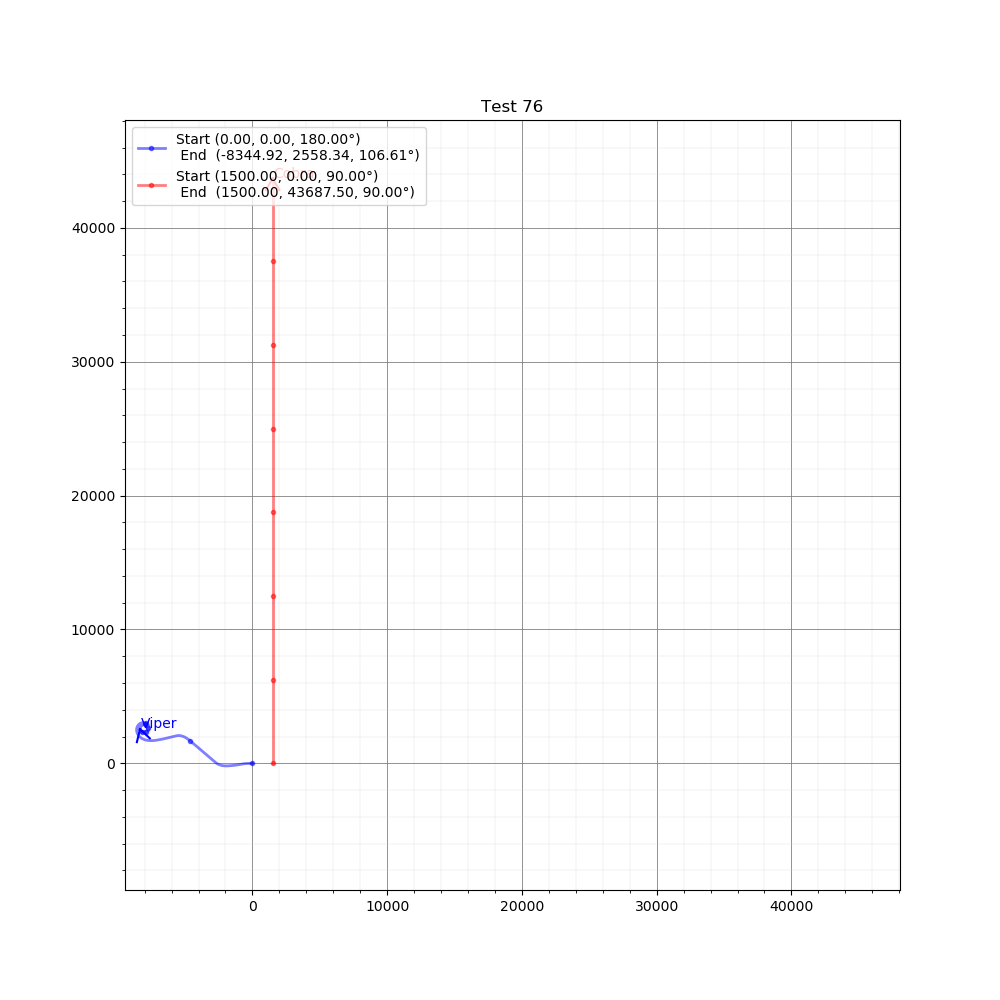 Test 76
Start (0.00, 0.00, 180.00°)
End  (-8344.92, 2558.34, 106.61°)
Start (1500.00, 0.00, 90.00°)
End  (1500.00, 43687.50, 90.00°)
40000
30000
20000
10000
0
Viper
0
10000
20000
30000
40000